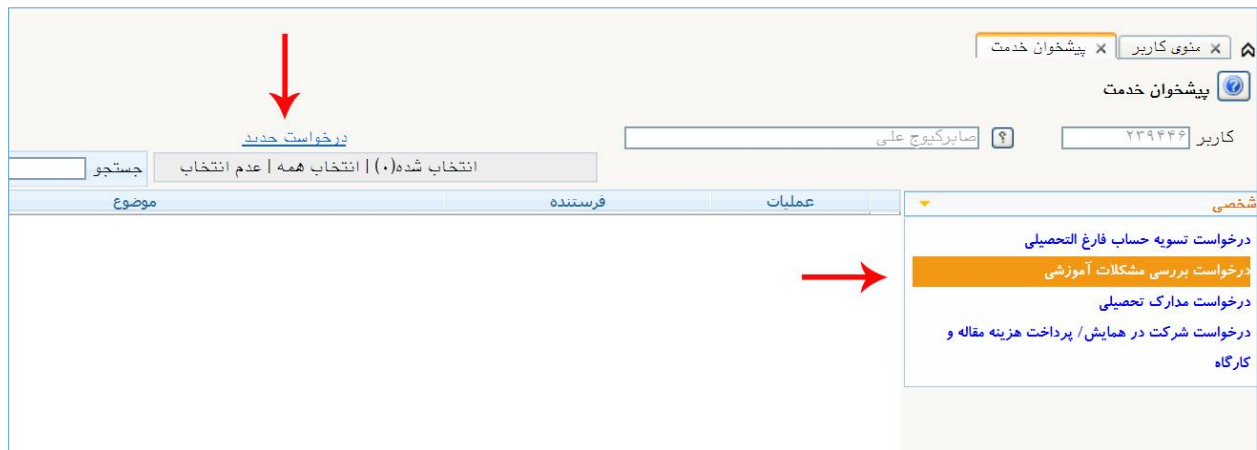 منوی کاربر
پیشخوان خدمت
پیشخوان خدمت
کاربر ۲۳۹۴۴۶ صابرکیوج علی
درخواست جدید
انتخاب شده(۰) | انتخاب همه | عدم انتخاب
جستجو
عملیات فرستنده موضوع
شخصی
درخواست تسویه حساب فارغ التحصیلی
درخواست بررسی مشکلات آموزشی
درخواست مدارک تحصیلی
درخواست شرکت در همایش/ پرداخت هزینه مقاله و
کارگاه